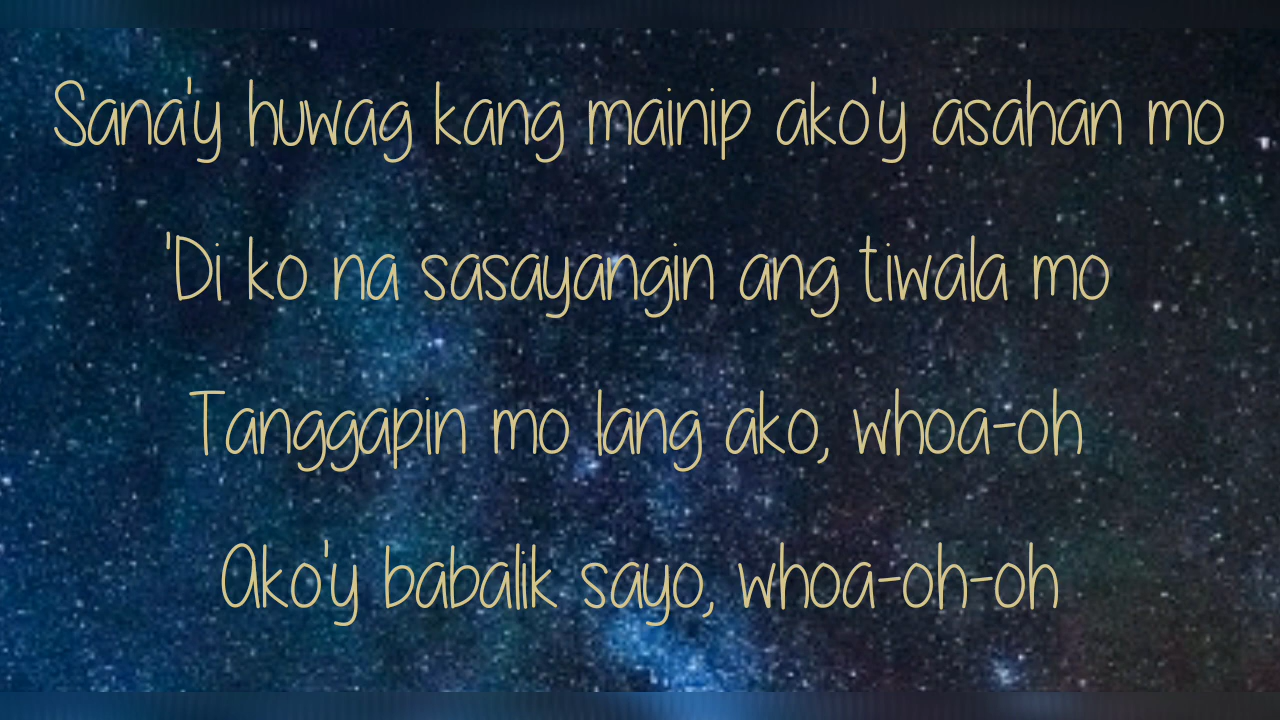 Sana'y huwag kang mainip ako'y asahan mo
'Di ko na sasayangin ang tiwala mo
Tanggapin mo lang ako, whoa-oh
Ako'y babalik sayo, whoa-oh-oh